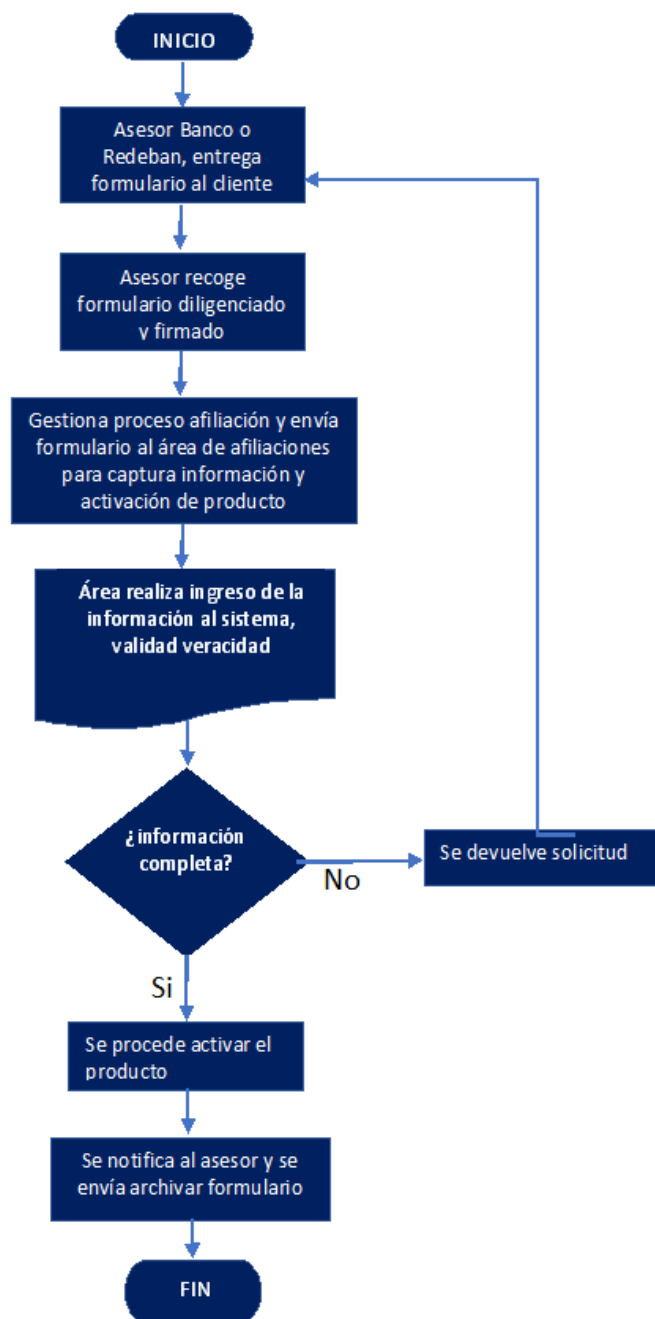 INICIO
Asesor Banco o
Redeban, entrega
formulario al cliente
Asesor recoge
formulario diligenciado
y firmado
Gestiona proceso afiliación y envía
formulario al área de afiliaciones
para captura información y
activación de producto
Área realiza ingreso de la
información al sistema,
validad veracidad
¿información
completa?
No
Se devuelve solicitud
Si
Se procede activar el
producto
Se notifica al asesor y se
envía archivar formulario
FIN